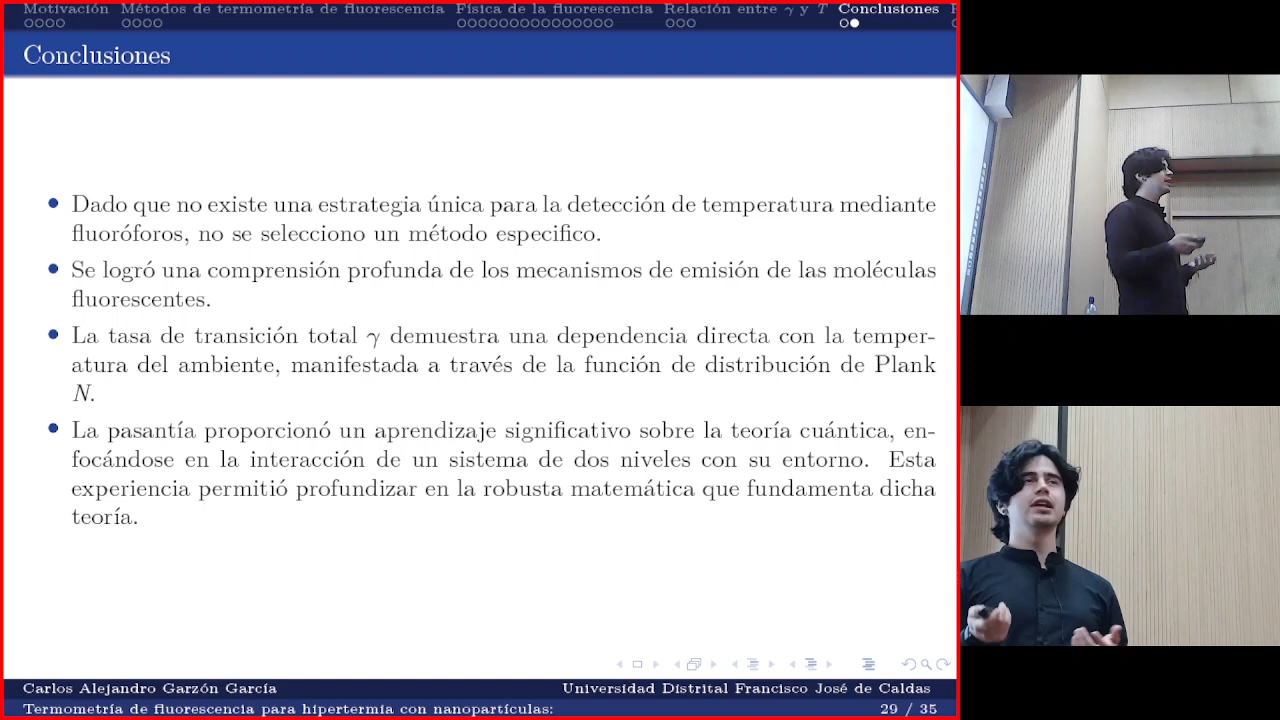 Motivación Métodos de termometría de fluorescencia Física de la fluorescencia Relación entre γ y T Conclusiones
Conclusiones
• Dado que no existe una estrategia única para la detección de temperatura mediante
fluoróforos, no se selecciono un método especifico.
• Se logró una comprensión profunda de los mecanismos de emisión de las moléculas
fluorescentes.
• La tasa de transición total γ demuestra una dependencia directa con la temper-
atura del ambiente, manifestada a través de la función de distribución de Plank
N.
• La pasantía proporcionó un aprendizaje significativo sobre la teoría cuántica, en-
focándose en la interacción de un sistema de dos niveles con su entorno. Esta
experiencia permitió profundizar en la robusta matemática que fundamenta dicha
teoría.
Carlos Alejandro Garzón García Universidad Distrital Francisco José de Caldas
Termometría de fluorescencia para hipertermia con nanopartículas: 29 / 35